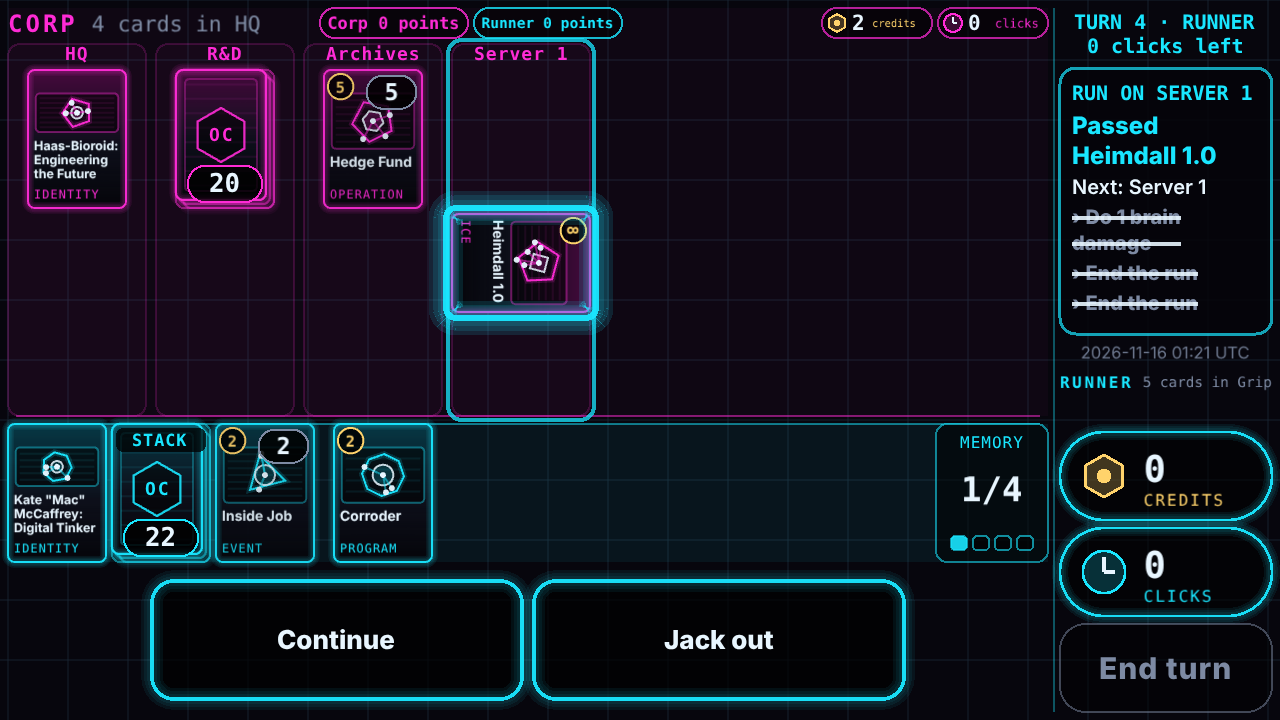 CORP 4 cards in HQ
Corp 0 points
Runner 0 points
2 credits
0 clicks
TURN 4 · RUNNER
0 clicks left
HQ
R&D
Archives
Server 1
Haas-Bioroid:
Engineering
the Future
IDENTITY
OC
20
5
5
Hedge Fund
OPERATION
ICE
Heimdall 1.0
8
RUN ON SERVER 1
Passed
Heimdall 1.0
Next: Server 1
› Do 1 brain
damage
› End the run
› End the run
2026-11-16 01:21 UTC
RUNNER 5 cards in Grip
Kate "Mac"
McCaffrey:
Digital Tinker
IDENTITY
STACK
OC
22
2
2
Inside Job
EVENT
2
Corroder
PROGRAM
MEMORY
1/4
0
CREDITS
0
CLICKS
Continue
Jack out
End turn